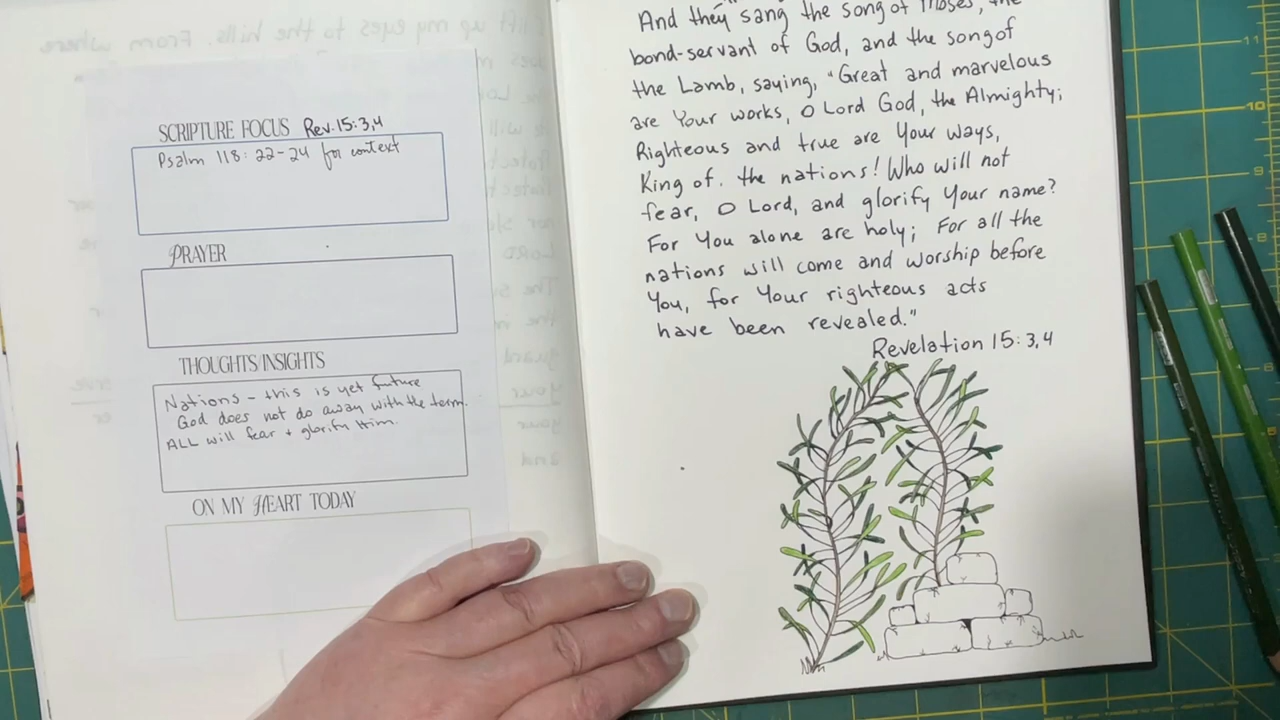 SCRIPTURE FOCUS Rev. 15:3,4
Psalm 118: 22-24 for context
PRAYER
THOUGHTS/INSIGHTS
Nations - this is yet future
God does not do away with the term.
ALL will fear + glorify Him.
ON MY HEART TODAY
And they sang the song of Moses, the
bond-servant of God, and the song of
the Lamb, saying, "Great and marvelous
are Your works, O Lord God, the Almighty;
Righteous and true are Your ways,
King of. the nations! Who will not
fear, O Lord, and glorify Your name?
For You alone are holy; For all the
nations will come and worship before
You, for Your righteous acts
have been revealed."
Revelation 15:3,4
11
10
9
8